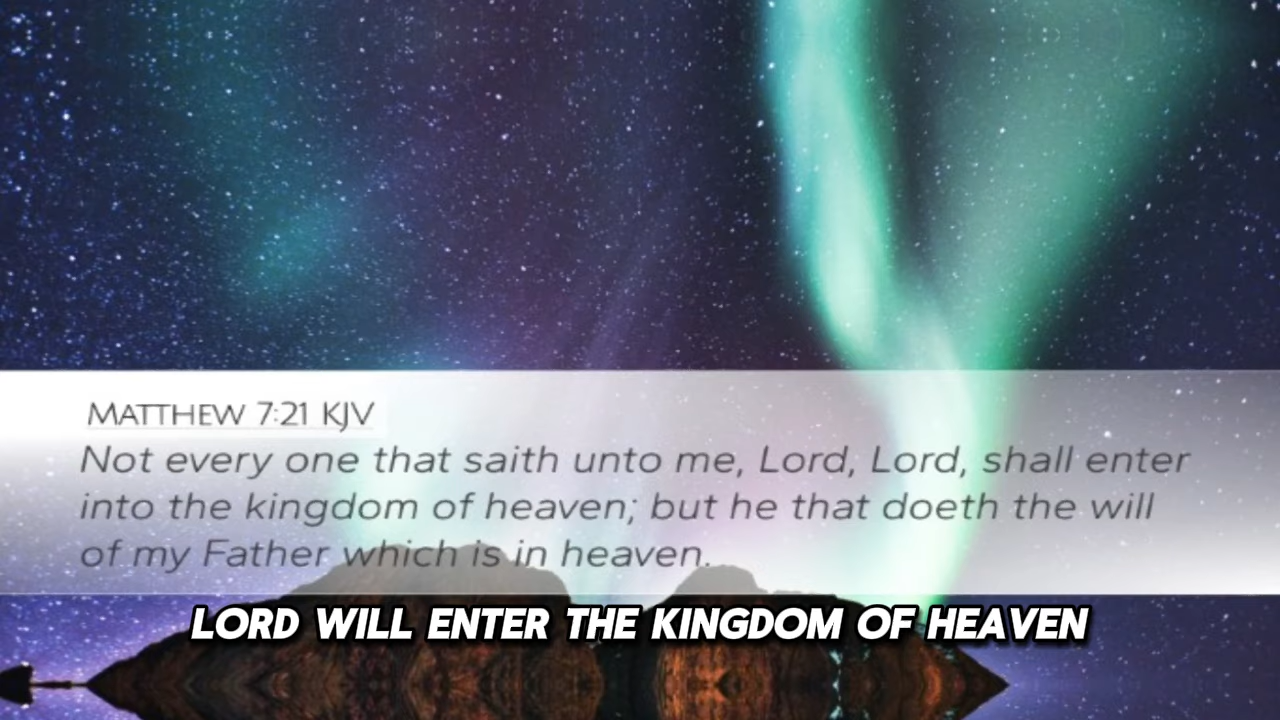 MATTHEW 7:21 KJV
Not every one that saith unto me, Lord, Lord, shall enter
into the kingdom of heaven; but he that doeth the will
of my Father which is in heaven.
LORD WILL ENTER THE KINGDOM OF HEAVEN